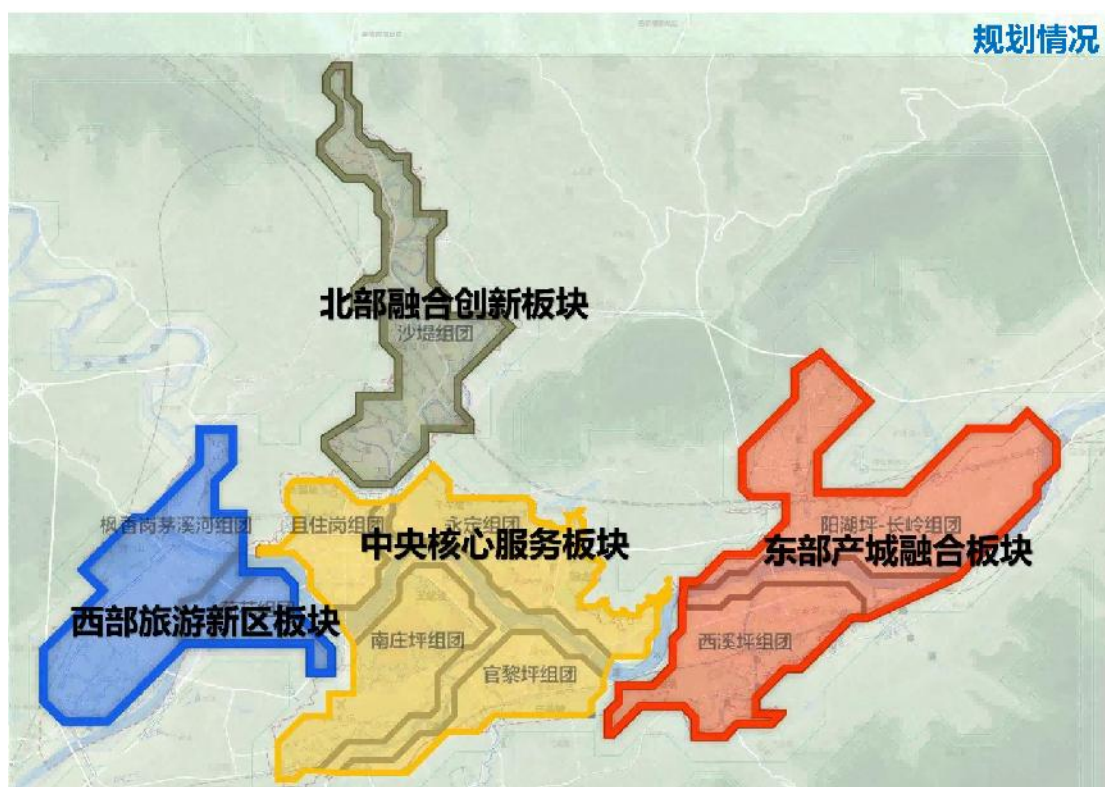 规划情况
北部融合创新板块
沙堤组团
枫香岗茅溪河组团
且住岗组团
永定组团
阳湖坪-长岭组团
中央核心服务板块
东部产城融合板块
西部旅游新区板块
南庄坪组团
西溪坪组团
官黎坪组团